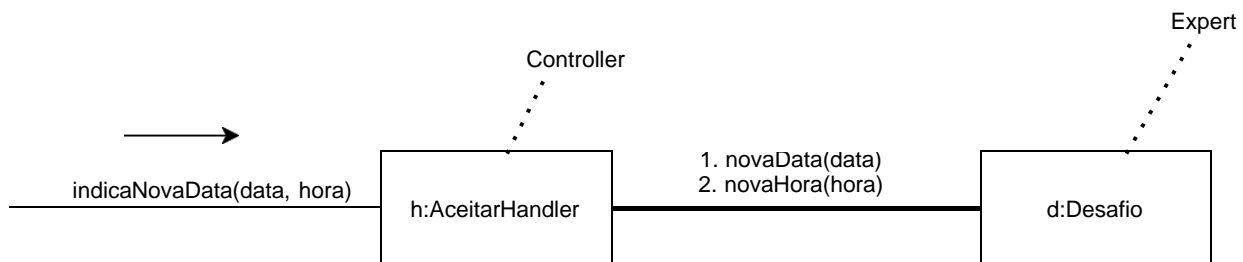 Expert
Controller
1. novaData(data)
2. novaHora(hora)
indicaNovaData(data, hora)
h:AceitarHandler
d:Desafio